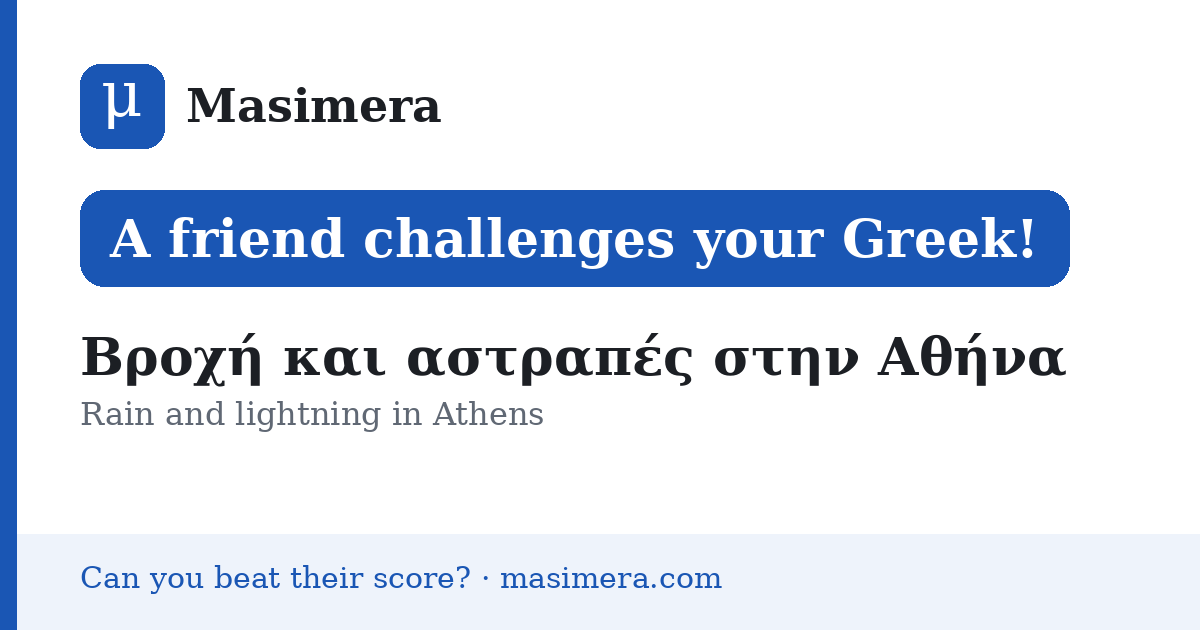 μ Masimera
A friend challenges your Greek!
Βροχή και αστραπές στην Αθήνα
Rain and lightning in Athens
Can you beat their score? · masimera.com